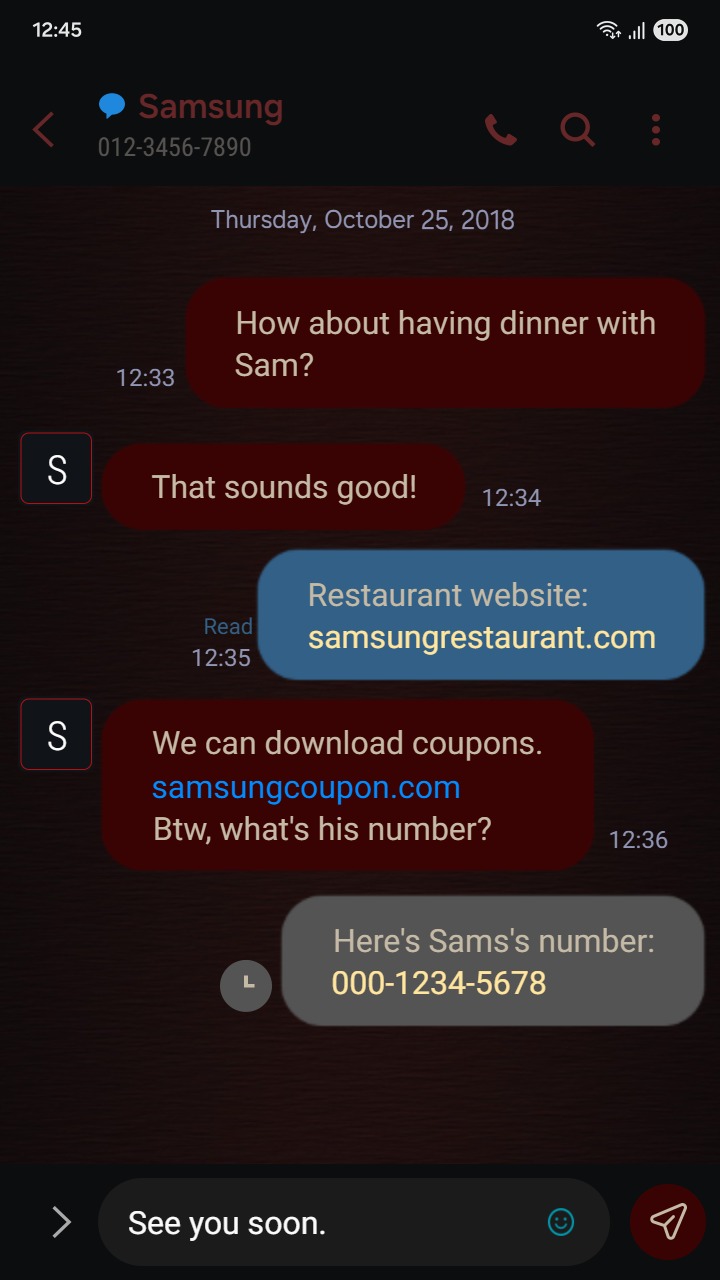 12:45
100
Samsung
012-3456-7890
Thursday, October 25, 2018
How about having dinner with
Sam?
12:33
S
That sounds good!
12:34
Restaurant website:
samsungrestaurant.com
Read
12:35
S
We can download coupons.
samsungcoupon.com
Btw, what's his number?
12:36
Here's Sams's number:
000-1234-5678
See you soon.